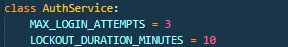 class AuthService:
    MAX_LOGIN_ATTEMPTS = 3
    LOCKOUT_DURATION_MINUTES = 10